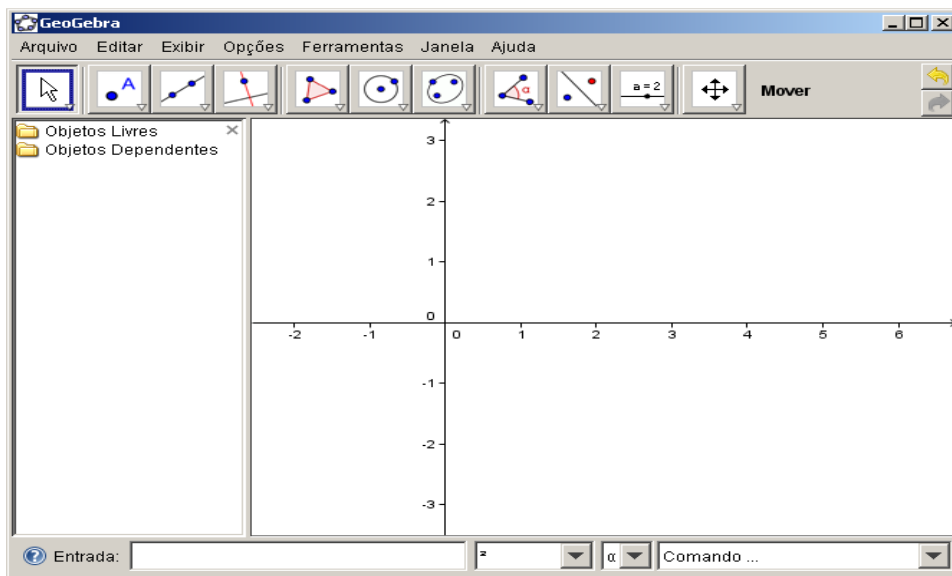 GeoGebra
Arquivo Editar Exibir Opções Ferramentas Janela Ajuda
A α a = 2 Mover
Objetos Livres
Objetos Dependentes
3
2
1
0
-2 -1 0 1 2 3 4 5 6
-1
-2
-3
Entrada: ² α Comando ...